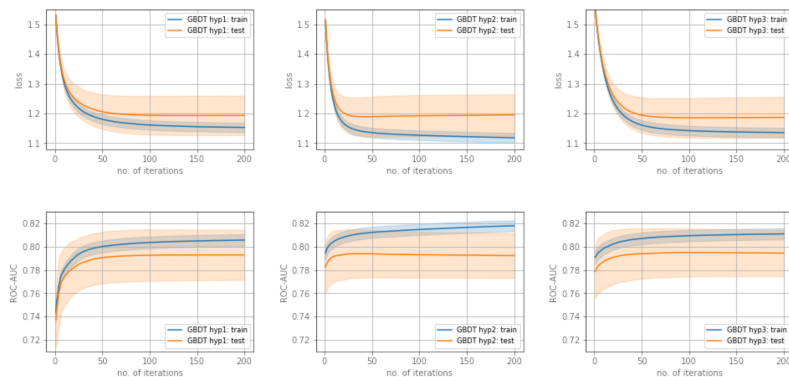 GBDT hyp1: train
GBDT hyp1: test
loss
1.5
1.4
1.3
1.2
1.1
0 50 100 150 200
no. of iterations
GBDT hyp2: train
GBDT hyp2: test
loss
1.5
1.4
1.3
1.2
1.1
0 50 100 150 200
no. of iterations
GBDT hyp3: train
GBDT hyp3: test
loss
1.5
1.4
1.3
1.2
1.1
0 50 100 150 200
no. of iterations
ROC-AUC
0.82
0.80
0.78
0.76
0.74
0.72
GBDT hyp1: train
GBDT hyp1: test
0 50 100 150 200
no. of iterations
ROC-AUC
0.82
0.80
0.78
0.76
0.74
0.72
GBDT hyp2: train
GBDT hyp2: test
0 50 100 150 200
no. of iterations
ROC-AUC
0.82
0.80
0.78
0.76
0.74
0.72
GBDT hyp3: train
GBDT hyp3: test
0 50 100 150 200
no. of iterations